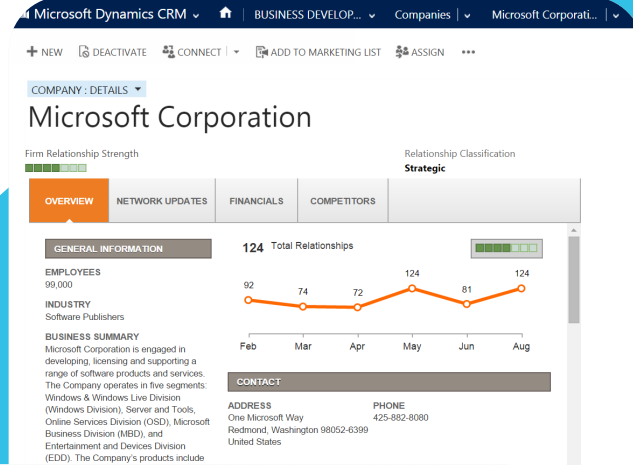 Microsoft Dynamics CRM
BUSINESS DEVELOP...
Companies
Microsoft Corporati...
NEW
DEACTIVATE
CONNECT
ADD TO MARKETING LIST
ASSIGN
COMPANY : DETAILS
Microsoft Corporation
Firm Relationship Strength
Relationship Classification
Strategic
OVERVIEW
NETWORK UPDATES
FINANCIALS
COMPETITORS
GENERAL INFORMATION
EMPLOYEES
99,000
INDUSTRY
Software Publishers
BUSINESS SUMMARY
Microsoft Corporation is engaged in
developing, licensing and supporting a
range of software products and services.
The Company operates in five segments:
Windows & Windows Live Division
(Windows Division), Server and Tools,
Online Services Division (OSD), Microsoft
Business Division (MBD), and
Entertainment and Devices Division
(EDD). The Company's products include
124 Total Relationships
92 74 72 124 81 124
Feb Mar Apr May Jun Aug
CONTACT
ADDRESS
One Microsoft Way
Redmond, Washington 98052-6399
United States
PHONE
425-882-8080